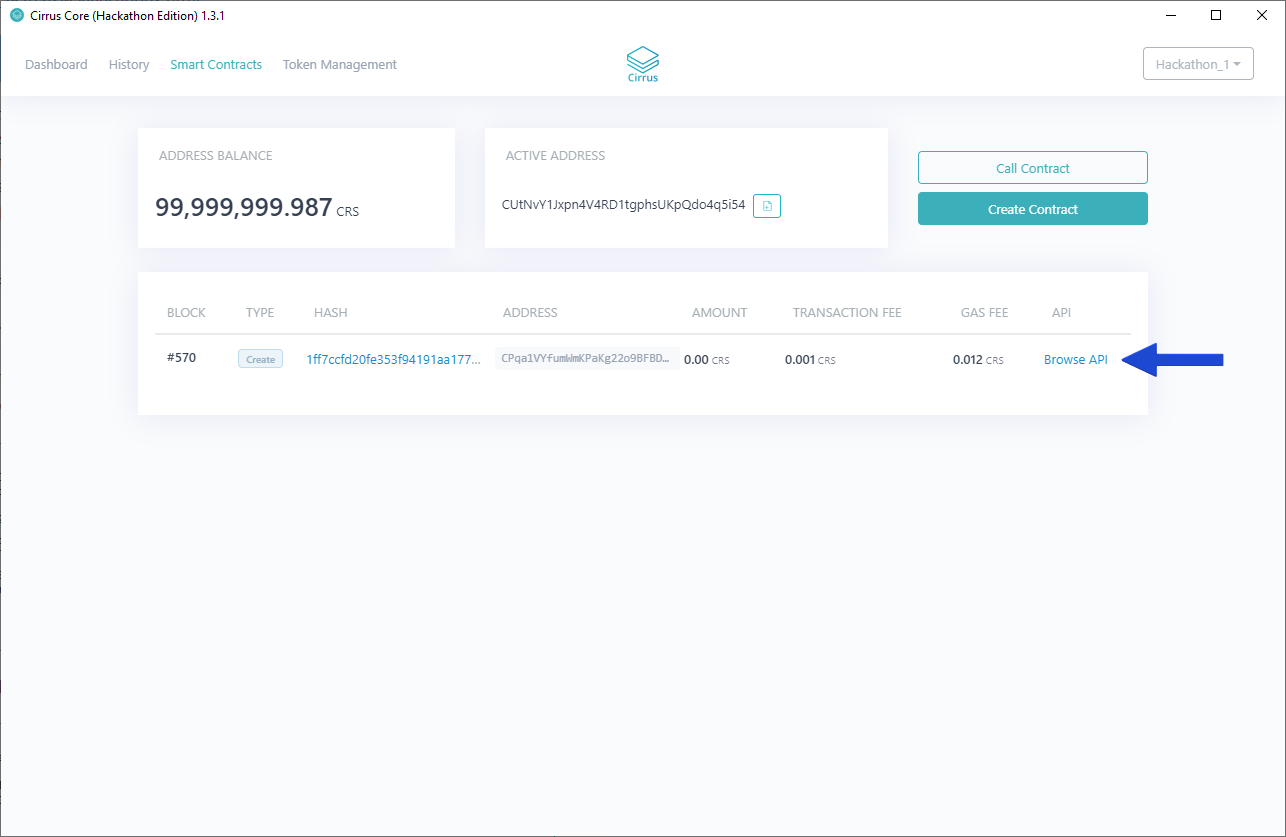 Cirrus Core (Hackathon Edition) 1.3.1
Dashboard History Smart Contracts Token Management
Cirrus
Hackathon_1
ADDRESS BALANCE
99,999,999.987 CRS
ACTIVE ADDRESS
CUtNvY1Jxpn4V4RD1tgphsUKpQdo4q5i54
Call Contract
Create Contract
BLOCK TYPE HASH ADDRESS AMOUNT TRANSACTION FEE GAS FEE API
#570 Create 1ff7ccfd20fe353f94191aa177... CPqa1VYfumWmKPaKg22o9BFBD... 0.00 CRS 0.001 CRS 0.012 CRS Browse API